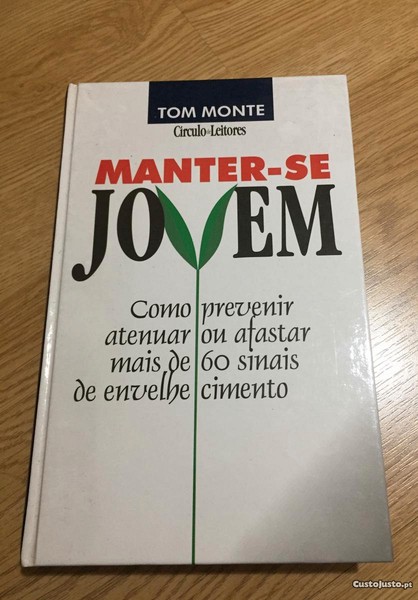 TOM MONTE
Círculo de Leitores
MANTER-SE
JOVEM
Como prevenir
atenuar ou afastar
mais de 60 sinais
de envelhecimento
CustoJusto.pt